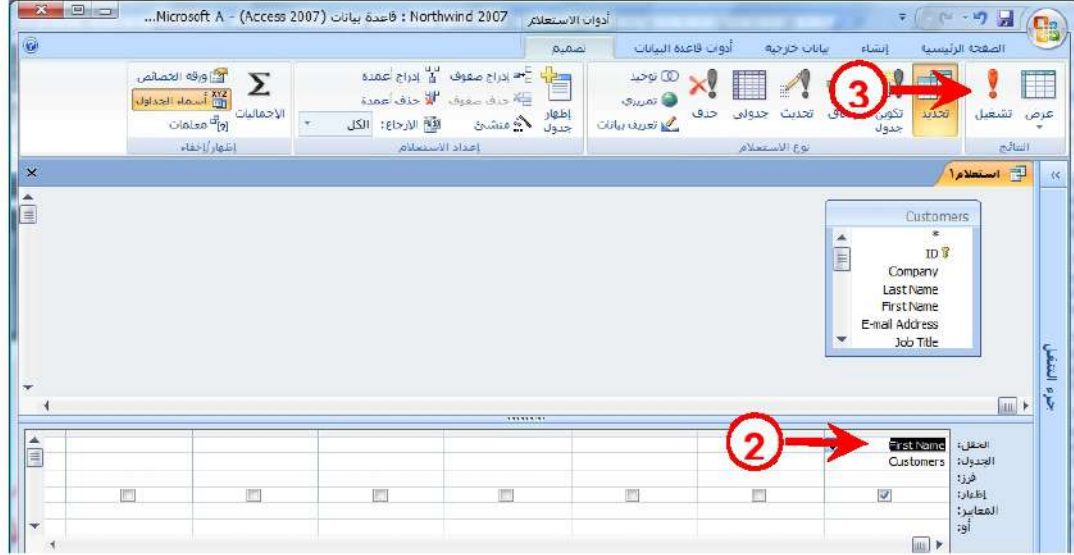 أدوات الاستعلام Northwind 2007 : قاعدة بيانات (Access 2007) - Microsoft A...
الصفحة الرئيسية إنشاء بيانات خارجية أدوات قاعدة البيانات تصميم
عرض
تشغيل
تحديد
تكوين جدول
تحديث
جدولي
حذف
توحيد
تمريري
تعريف بيانات
إظهار جدول
إدراج صفوف
حذف صفوف
منشئ
إدراج أعمدة
حذف أعمدة
الإرجاع: الكل
الإجماليات
ورقة الخصائص
أسماء الجداول
معلمات
النتائج
نوع الاستعلام
إعداد الاستعلام
إظهار/إخفاء
3
استعلام١
جزء التنقل
Customers
*
ID
Company
Last Name
First Name
E-mail Address
Job Title
2
الحقل: First Name
الجدول: Customers
فرز:
إظهار:
المعايير:
أو: